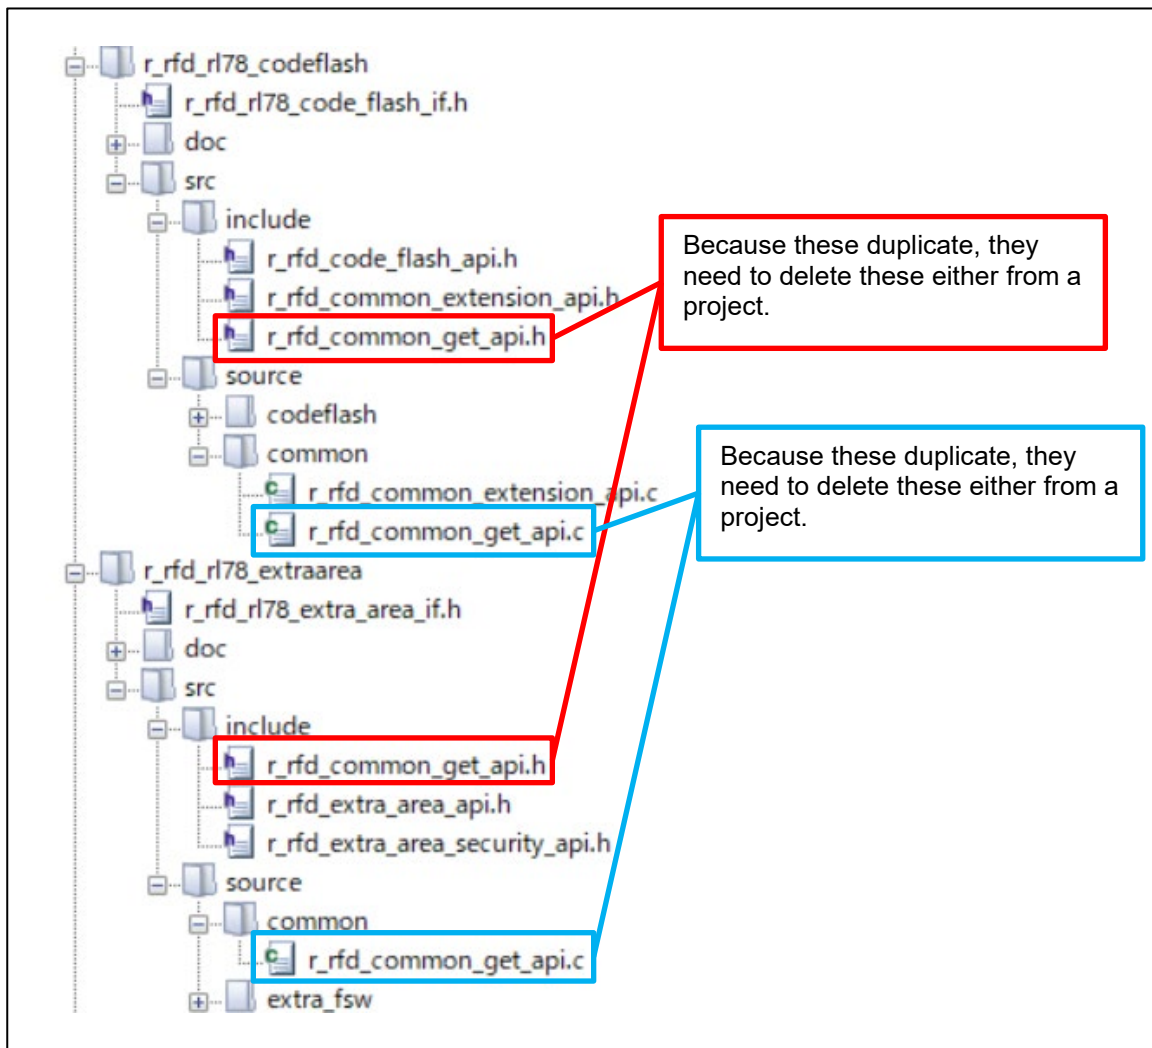 r_rfd_rl78_codeflash
r_rfd_rl78_code_flash_if.h
doc
src
include
r_rfd_code_flash_api.h
r_rfd_common_extension_api.h
r_rfd_common_get_api.h
source
codeflash
common
r_rfd_common_extension_api.c
r_rfd_common_get_api.c
r_rfd_rl78_extraarea
r_rfd_rl78_extra_area_if.h
doc
src
include
r_rfd_common_get_api.h
r_rfd_extra_area_api.h
r_rfd_extra_area_security_api.h
source
common
r_rfd_common_get_api.c
extra_fsw
Because these duplicate, they
need to delete these either from a
project.
Because these duplicate, they
need to delete these either from a
project.